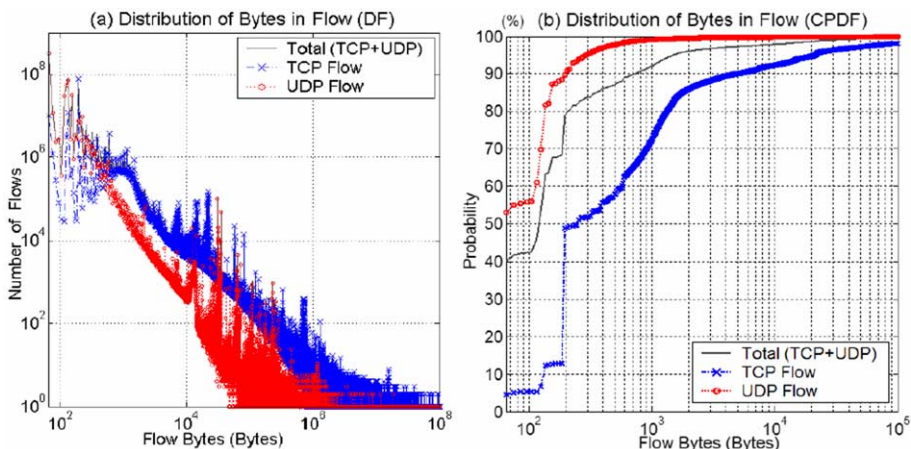 (a) Distribution of Bytes in Flow (DF)
Total (TCP+UDP)
TCP Flow
UDP Flow
10^8
10^6
10^4
10^2
10^0
Number of Flows
10^2 10^4 10^6 10^8
Flow Bytes (Bytes)
(%) (b) Distribution of Bytes in Flow (CPDF)
100
90
80
70
60
50
40
30
20
10
0
Probability
Total (TCP+UDP)
TCP Flow
UDP Flow
10^2 10^3 10^4 10^5
Flow Bytes (Bytes)